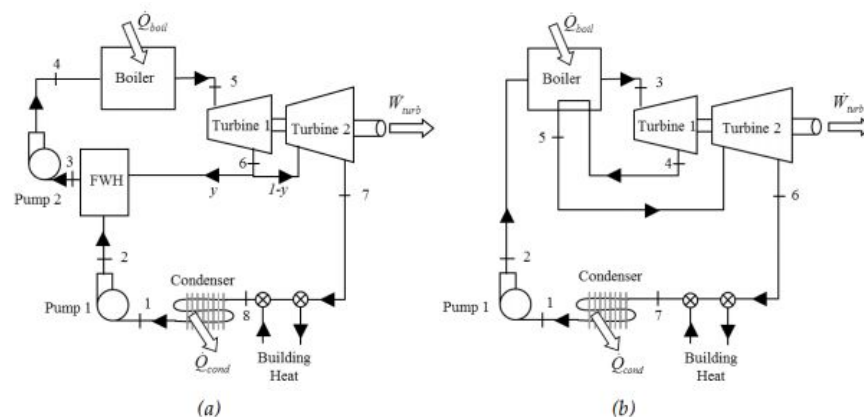 Q̇boil
4
Boiler
5
Ẇturb
Turbine 1
Turbine 2
6
3
FWH
y
1-y
7
Pump 2
2
Condenser
Pump 1
1
8
Q̇cond
Building
Heat
(a)
Q̇boil
Boiler
3
Ẇturb
5
Turbine 1
Turbine 2
4
6
2
Condenser
Pump 1
1
7
Q̇cond
Building
Heat
(b)